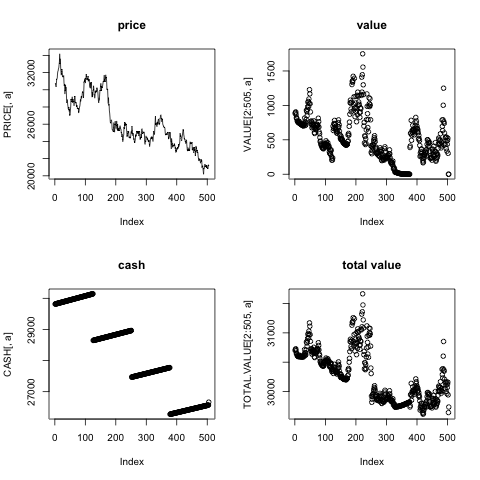 price
PRICE[, a]
20000 26000 32000
0 100 200 300 400 500
Index
value
VALUE[2:505, a]
0 500 1000 1500
0 100 200 300 400 500
Index
cash
CASH[, a]
27000 29000
0 100 200 300 400 500
Index
total value
TOTAL.VALUE[2:505, a]
30000 31000
0 100 200 300 400 500
Index